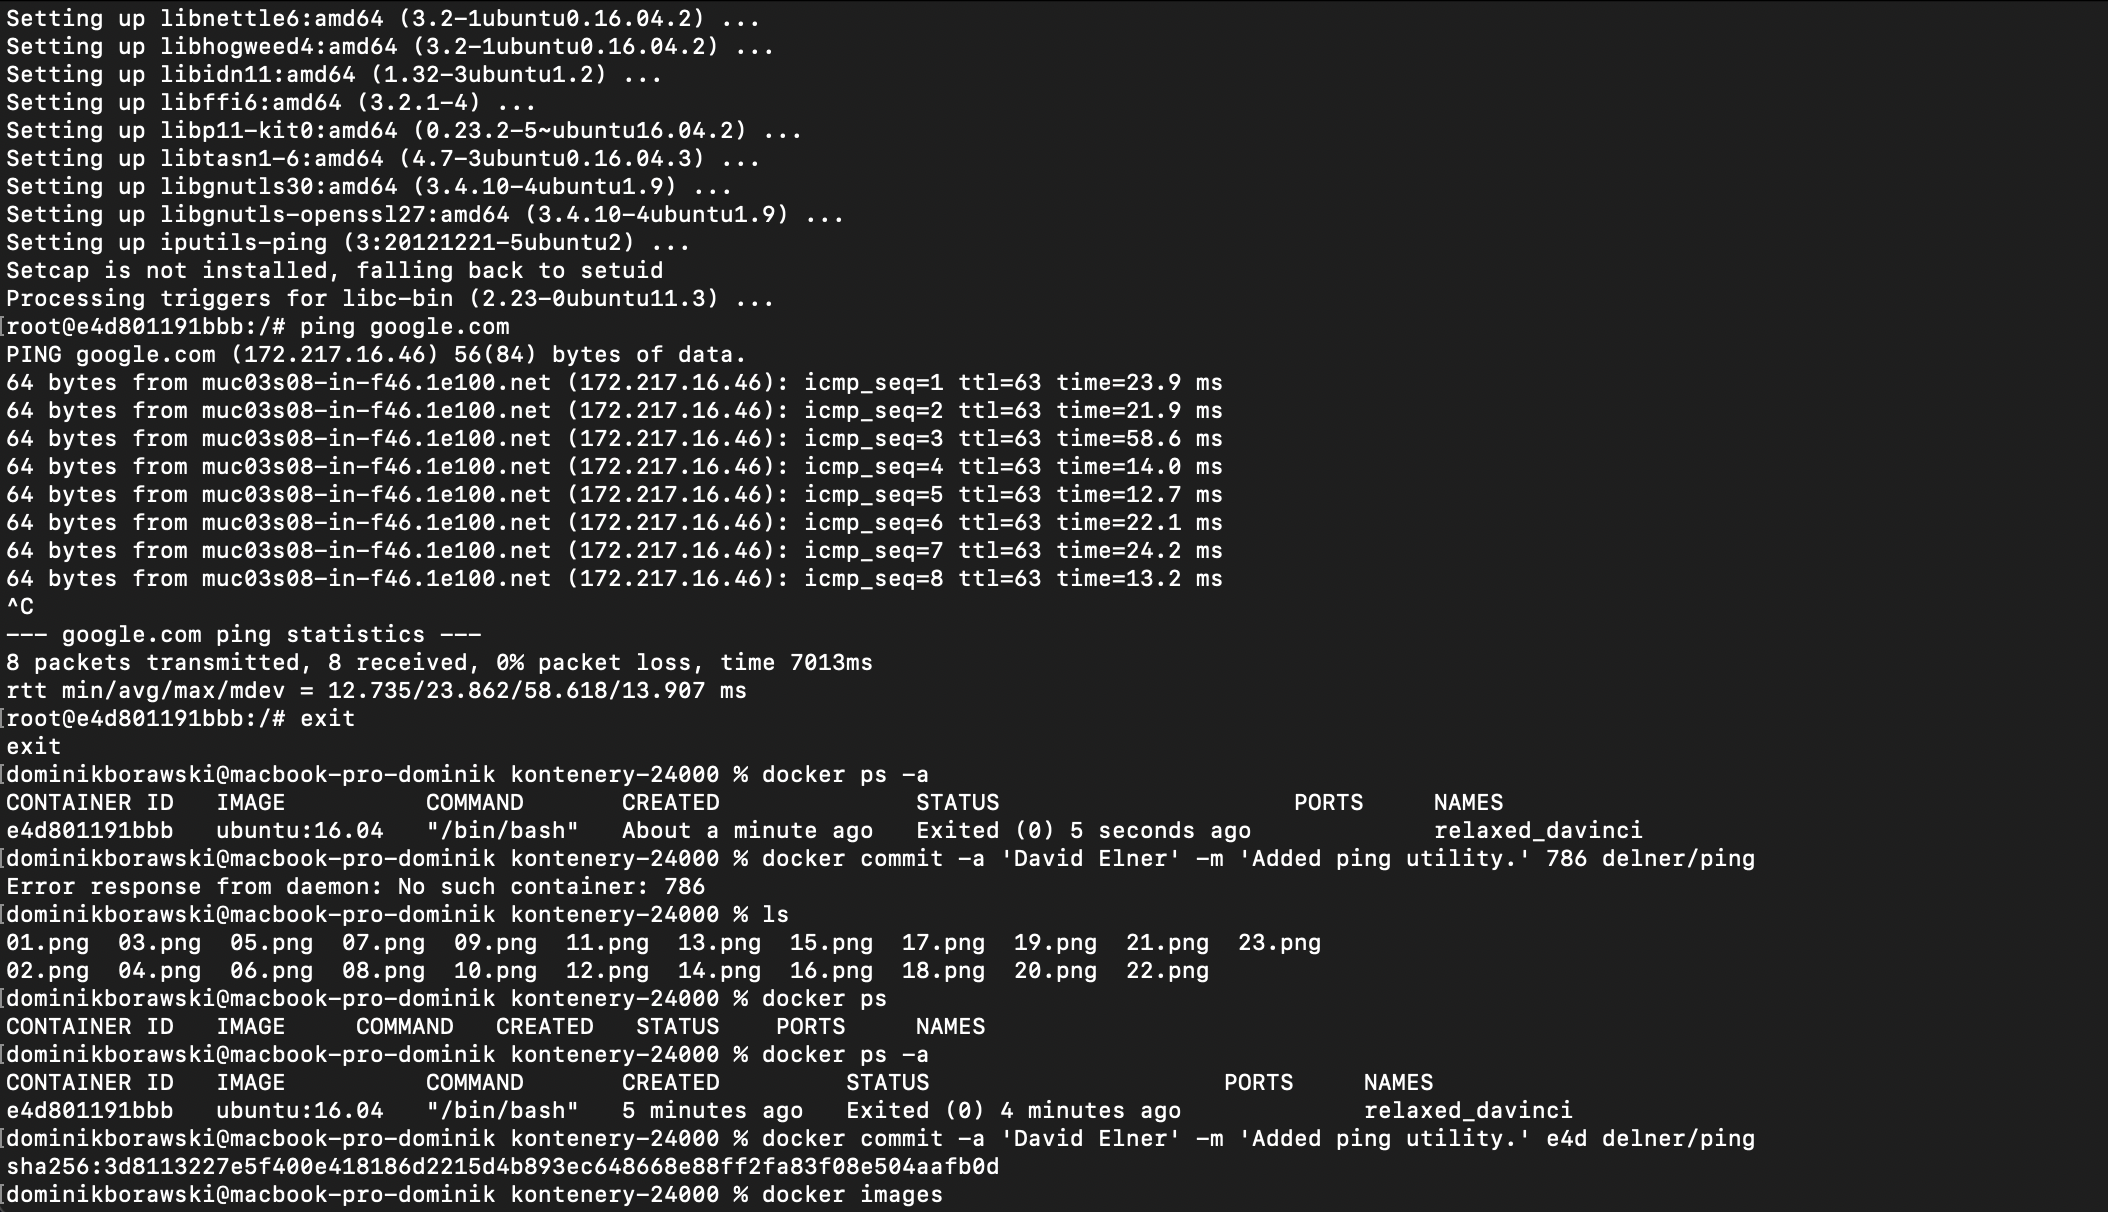 Setting up libnettle6:amd64 (3.2-1ubuntu0.16.04.2) ...
Setting up libhogweed4:amd64 (3.2-1ubuntu0.16.04.2) ...
Setting up libidn11:amd64 (1.32-3ubuntu1.2) ...
Setting up libffi6:amd64 (3.2.1-4) ...
Setting up libp11-kit0:amd64 (0.23.2-5~ubuntu16.04.2) ...
Setting up libtasn1-6:amd64 (4.7-3ubuntu0.16.04.3) ...
Setting up libgnutls30:amd64 (3.4.10-4ubuntu1.9) ...
Setting up libgnutls-openssl27:amd64 (3.4.10-4ubuntu1.9) ...
Setting up iputils-ping (3:20121221-5ubuntu2) ...
Setcap is not installed, falling back to setuid
Processing triggers for libc-bin (2.23-0ubuntu11.3) ...
[root@e4d801191bbb:/# ping google.com
PING google.com (172.217.16.46) 56(84) bytes of data.
64 bytes from muc03s08-in-f46.1e100.net (172.217.16.46): icmp_seq=1 ttl=63 time=23.9 ms
64 bytes from muc03s08-in-f46.1e100.net (172.217.16.46): icmp_seq=2 ttl=63 time=21.9 ms
64 bytes from muc03s08-in-f46.1e100.net (172.217.16.46): icmp_seq=3 ttl=63 time=58.6 ms
64 bytes from muc03s08-in-f46.1e100.net (172.217.16.46): icmp_seq=4 ttl=63 time=14.0 ms
64 bytes from muc03s08-in-f46.1e100.net (172.217.16.46): icmp_seq=5 ttl=63 time=12.7 ms
64 bytes from muc03s08-in-f46.1e100.net (172.217.16.46): icmp_seq=6 ttl=63 time=22.1 ms
64 bytes from muc03s08-in-f46.1e100.net (172.217.16.46): icmp_seq=7 ttl=63 time=24.2 ms
64 bytes from muc03s08-in-f46.1e100.net (172.217.16.46): icmp_seq=8 ttl=63 time=13.2 ms
^C
--- google.com ping statistics ---
8 packets transmitted, 8 received, 0% packet loss, time 7013ms
rtt min/avg/max/mdev = 12.735/23.862/58.618/13.907 ms
[root@e4d801191bbb:/# exit
exit
[dominikborawski@macbook-pro-dominik kontenery-24000 % docker ps -a
CONTAINER ID   IMAGE          COMMAND       CREATED              STATUS                     PORTS     NAMES
e4d801191bbb   ubuntu:16.04   "/bin/bash"   About a minute ago   Exited (0) 5 seconds ago             relaxed_davinci
[dominikborawski@macbook-pro-dominik kontenery-24000 % docker commit -a 'David Elner' -m 'Added ping utility.' 786 delner/ping
Error response from daemon: No such container: 786
[dominikborawski@macbook-pro-dominik kontenery-24000 % ls
01.png  03.png  05.png  07.png  09.png  11.png  13.png  15.png  17.png  19.png  21.png  23.png
02.png  04.png  06.png  08.png  10.png  12.png  14.png  16.png  18.png  20.png  22.png
[dominikborawski@macbook-pro-dominik kontenery-24000 % docker ps
CONTAINER ID   IMAGE     COMMAND   CREATED   STATUS    PORTS     NAMES
[dominikborawski@macbook-pro-dominik kontenery-24000 % docker ps -a
CONTAINER ID   IMAGE          COMMAND       CREATED         STATUS                     PORTS     NAMES
e4d801191bbb   ubuntu:16.04   "/bin/bash"   5 minutes ago   Exited (0) 4 minutes ago             relaxed_davinci
[dominikborawski@macbook-pro-dominik kontenery-24000 % docker commit -a 'David Elner' -m 'Added ping utility.' e4d delner/ping
sha256:3d8113227e5f400e418186d2215d4b893ec648668e88ff2fa83f08e504aafb0d
[dominikborawski@macbook-pro-dominik kontenery-24000 % docker images